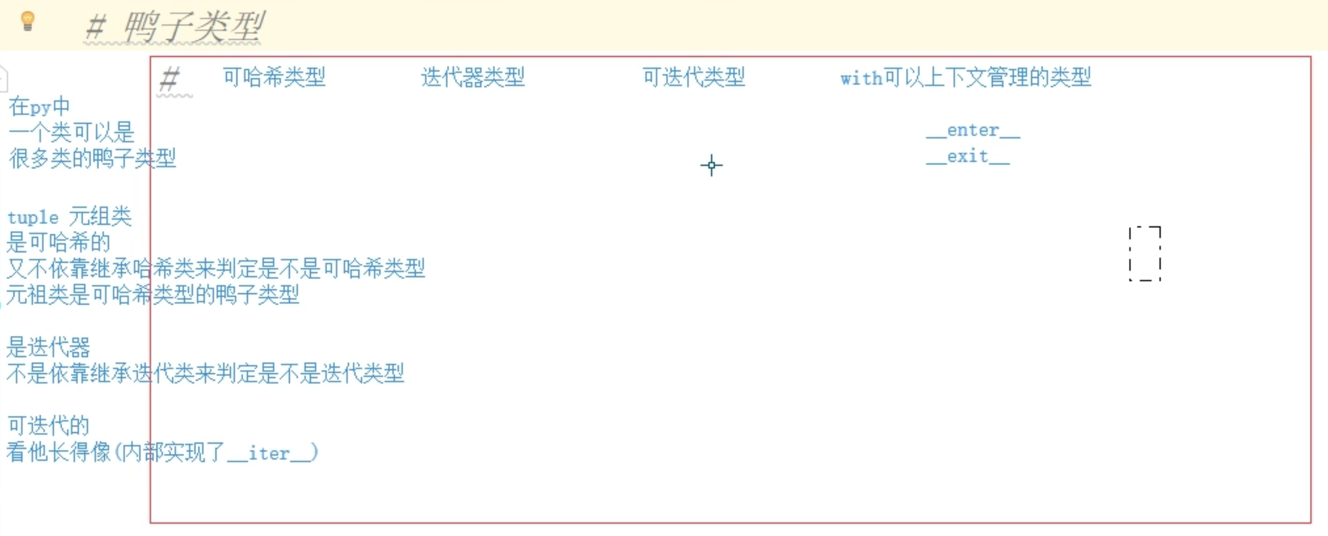 # 鸭子类型
# 可哈希类型 迭代器类型 可迭代类型 with可以上下文管理的类型
在py中
一个类可以是 __enter__
很多类的鸭子类型 __exit__
tuple 元组类
是可哈希的
又不依靠继承哈希类来判定是不是可哈希类型
元祖类是可哈希类型的鸭子类型
是迭代器
不是依靠继承迭代类来判定是不是迭代类型
可迭代的
看他长得像(内部实现了__iter__)